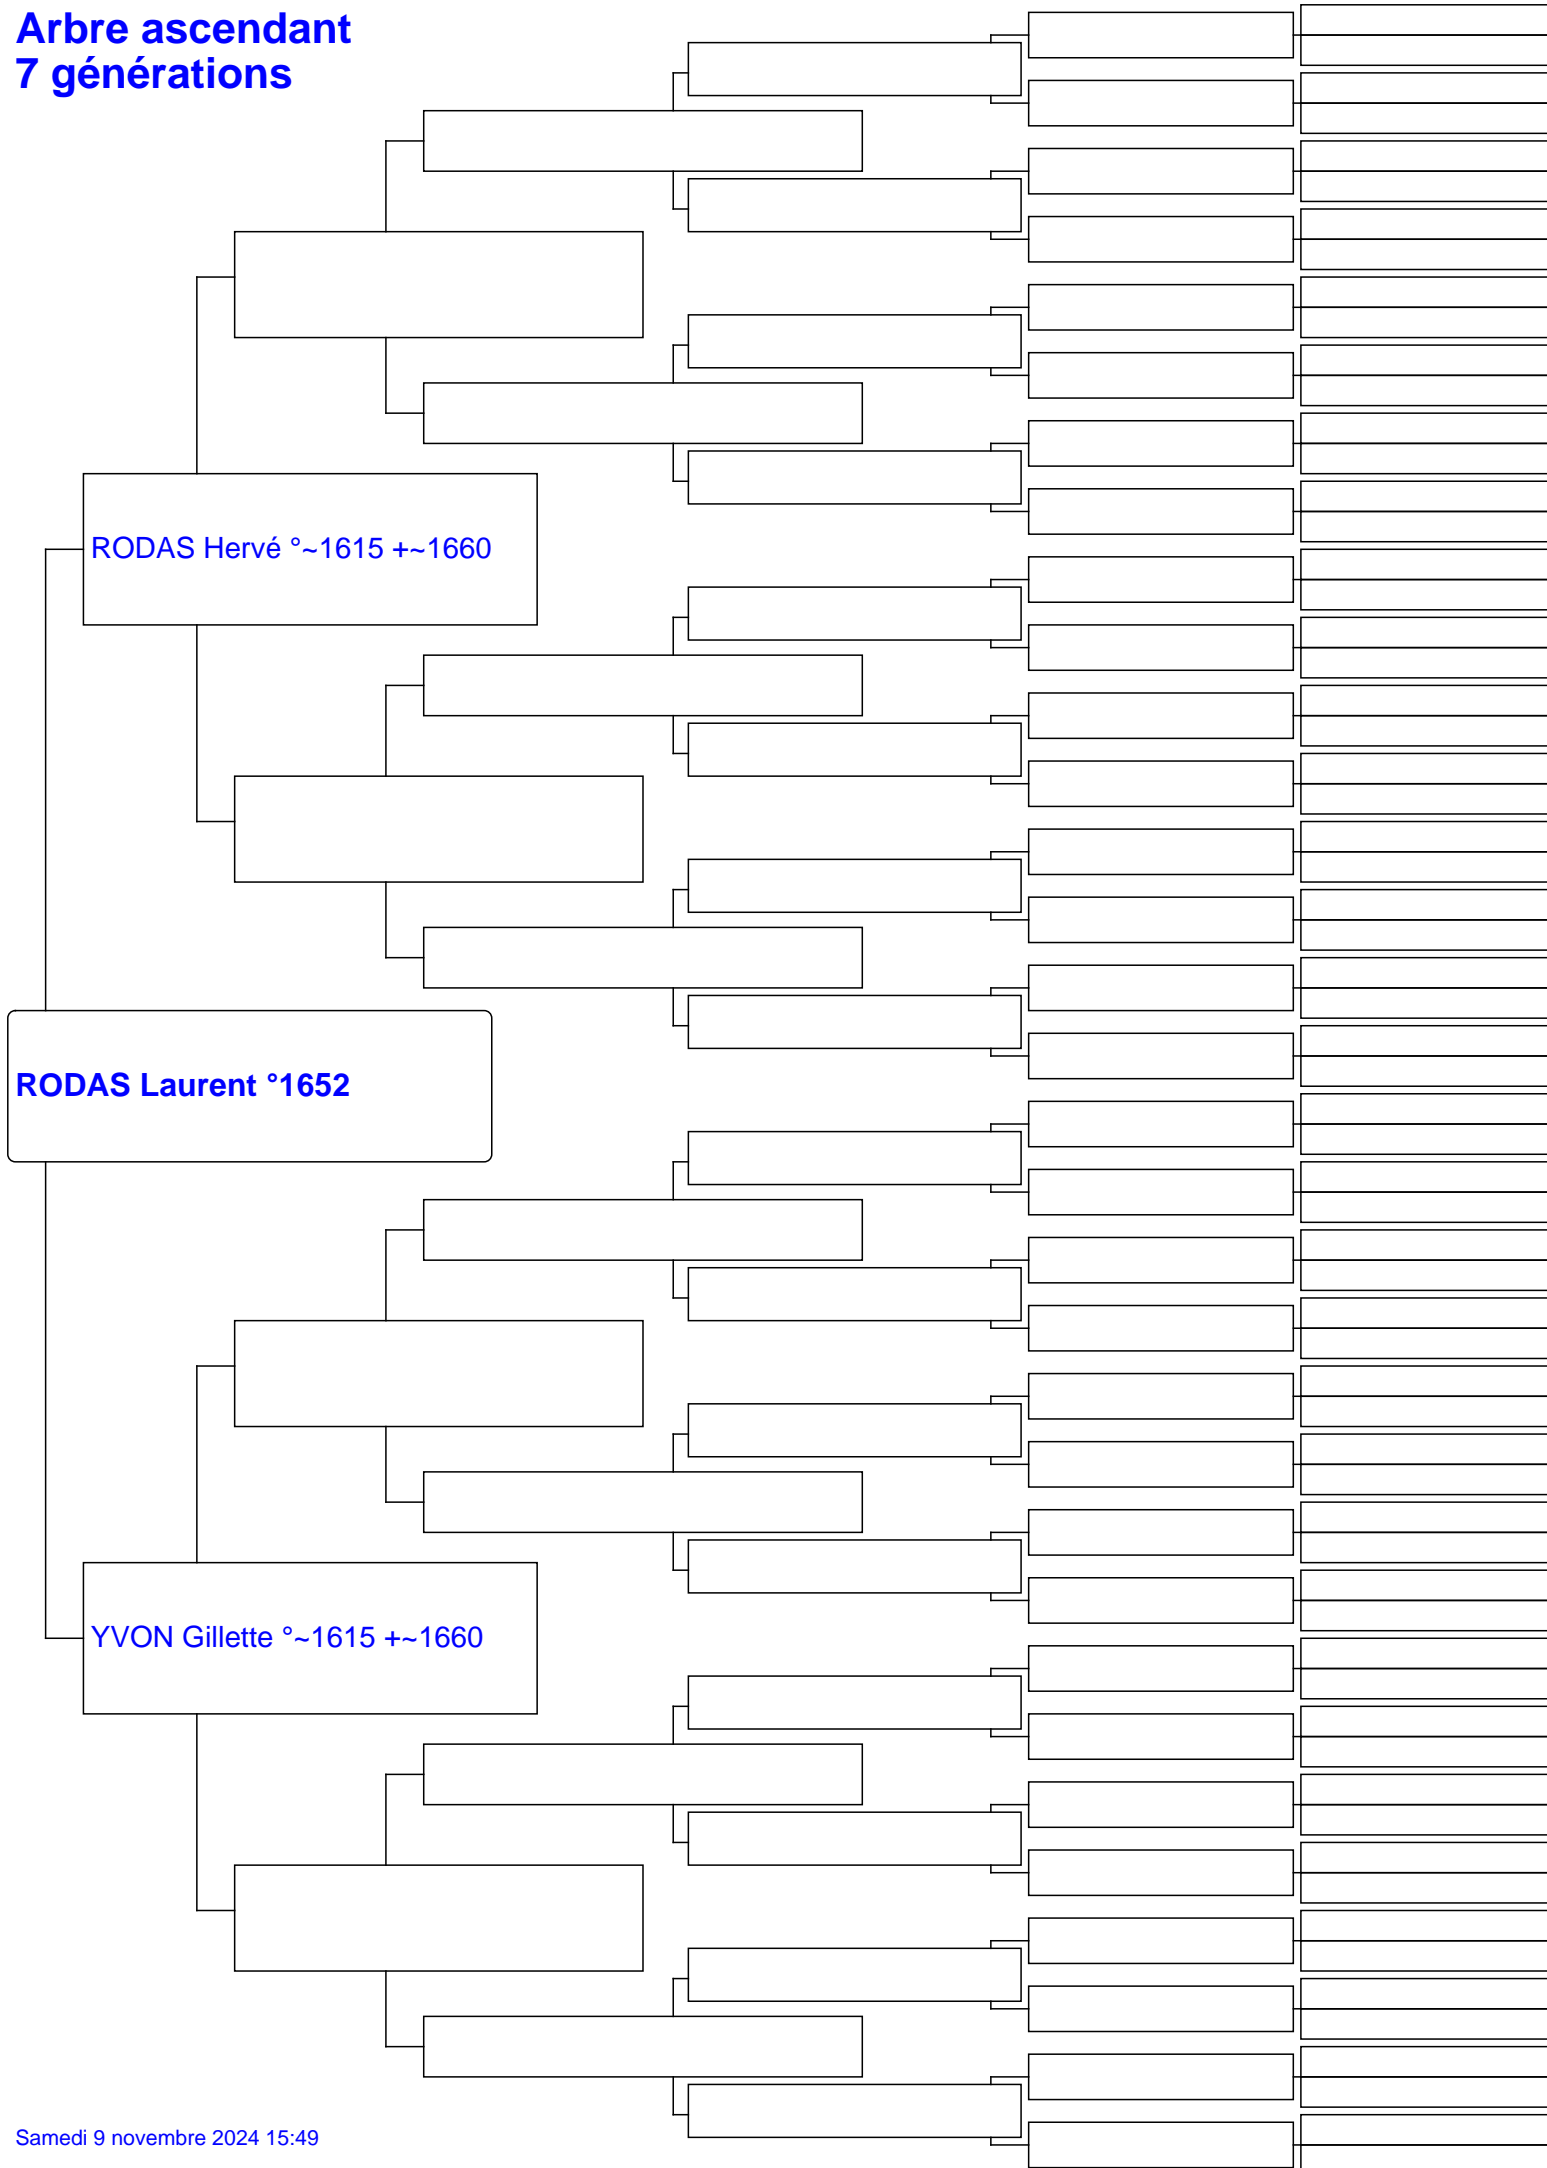 Arbre ascendant
7 générations
RODAS Hervé °~1615 +~1660
RODAS Laurent °1652
YVON Gillette °~1615 +~1660
Samedi 9 novembre 2024 15:49